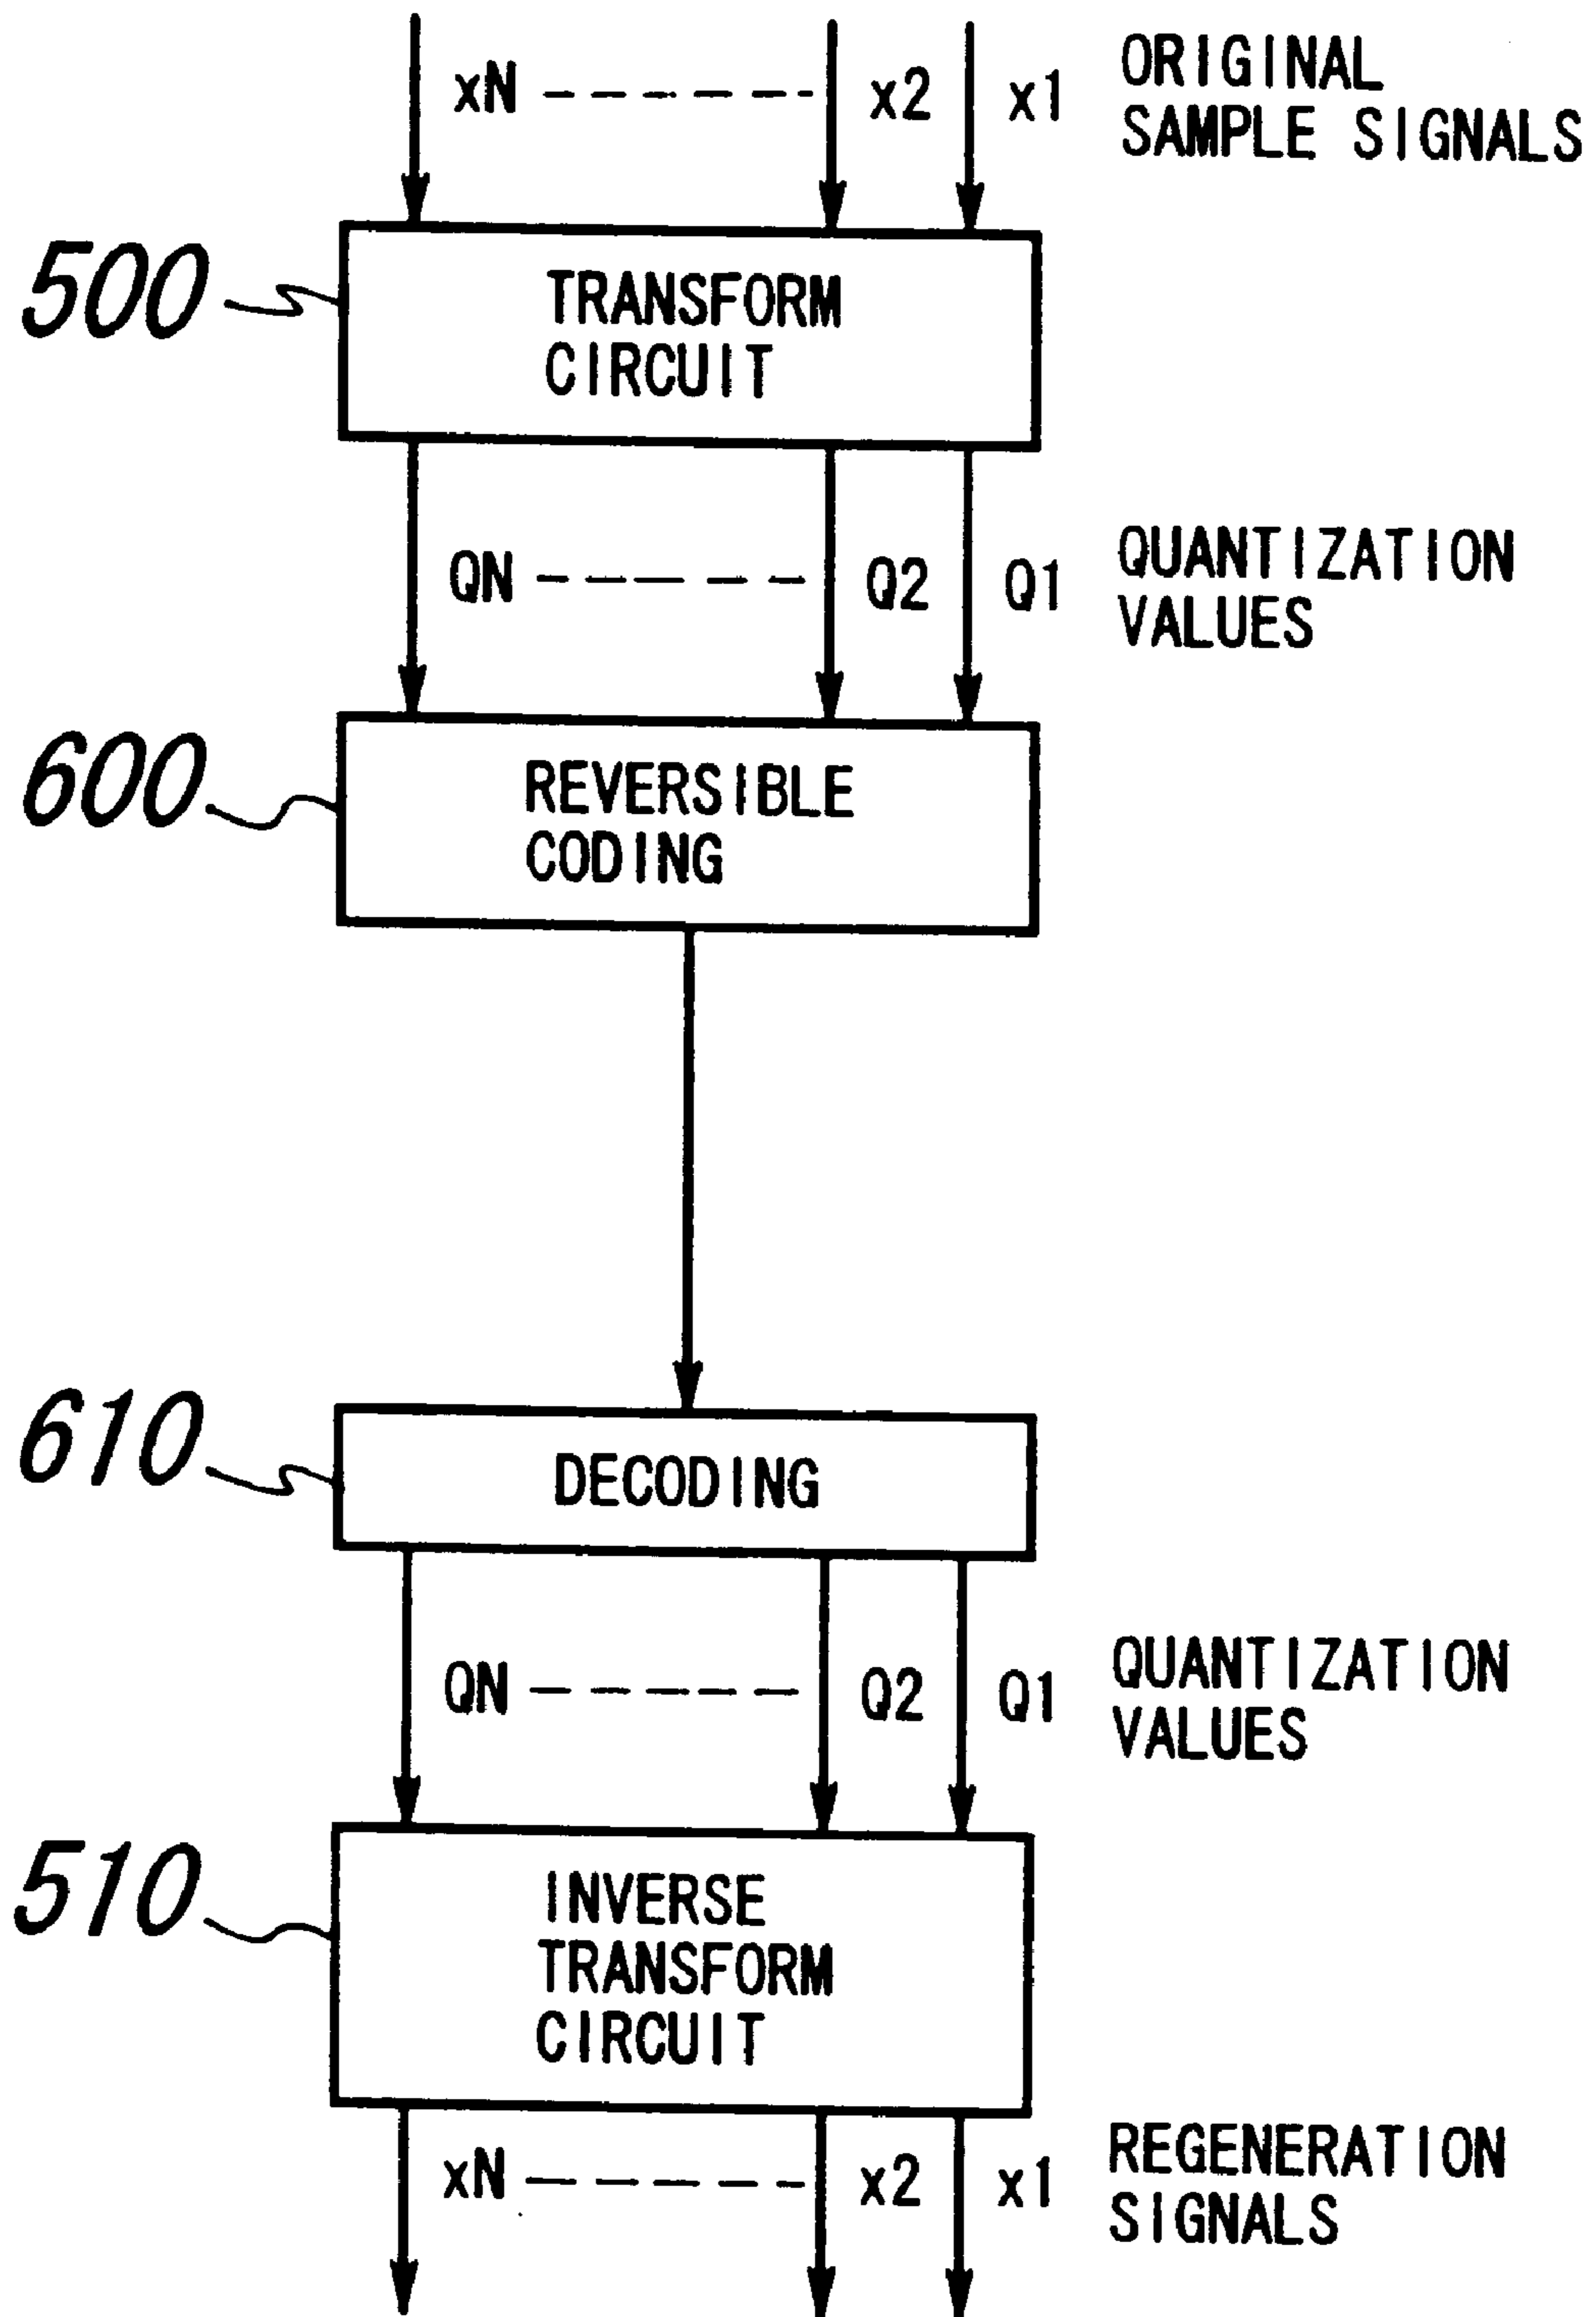 xN x2 x1 ORIGINAL
SAMPLE SIGNALS
500 TRANSFORM
CIRCUIT
QN Q2 Q1 QUANTIZATION
VALUES
600 REVERSIBLE
CODING
610 DECODING
QN Q2 Q1 QUANTIZATION
VALUES
510 INVERSE
TRANSFORM
CIRCUIT
xN x2 x1 REGENERATION
SIGNALS